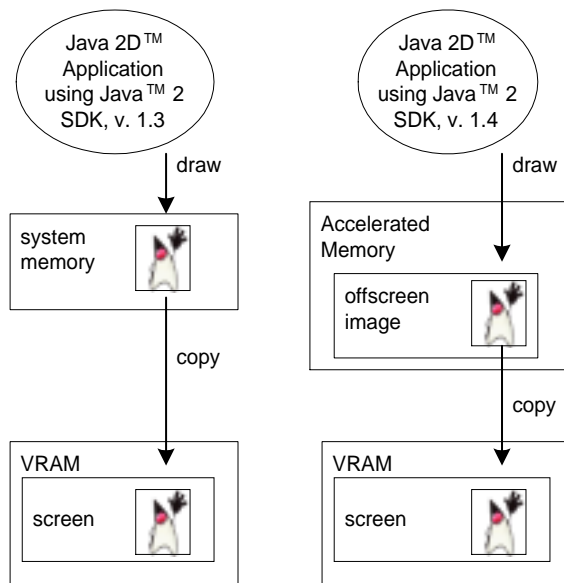 Java 2D™
Application
using Java™ 2
SDK, v. 1.3
draw
system
memory
copy
VRAM
screen
Java 2D™
Application
using Java™ 2
SDK, v. 1.4
draw
Accelerated
Memory
offscreen
image
copy
VRAM
screen